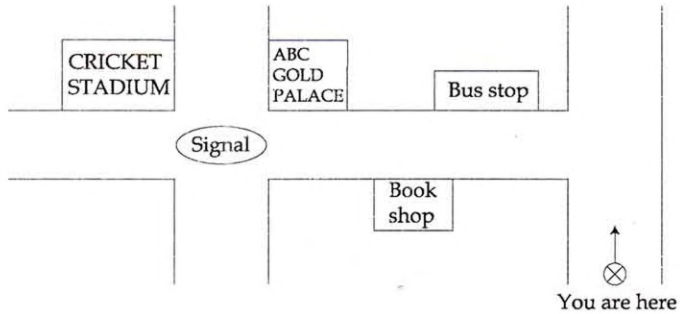 CRICKET
STADIUM
ABC
GOLD
PALACE
Bus stop
Signal
Book
shop
You are here